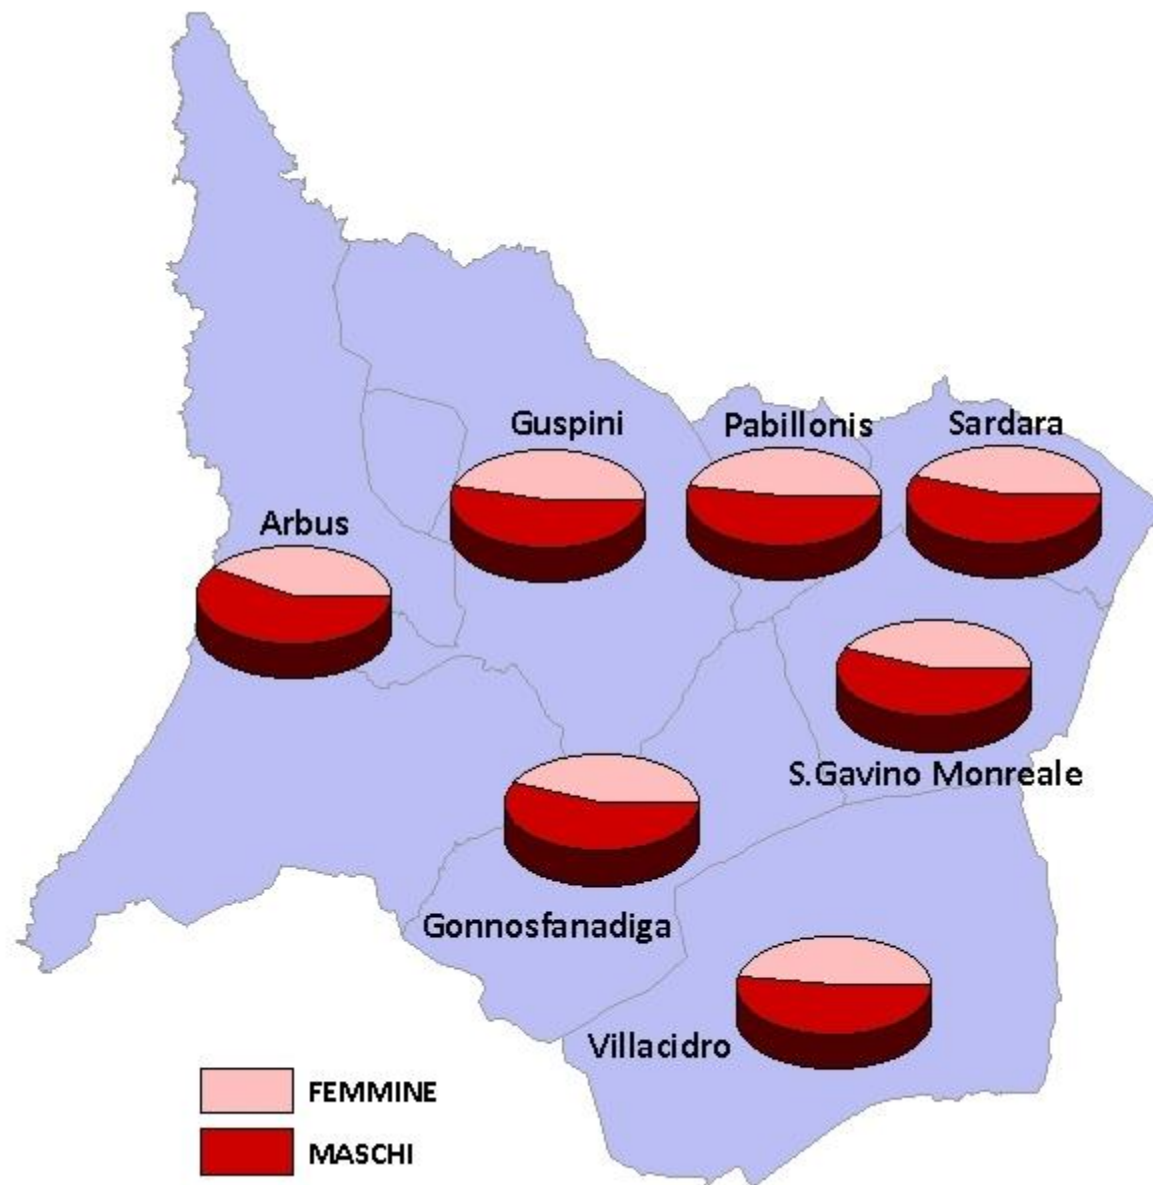 Guspini
Pabillonis
Sardara
Arbus
S.Gavino Monreale
Gonnosfanadiga
Villacidro
FEMMINE
MASCHI